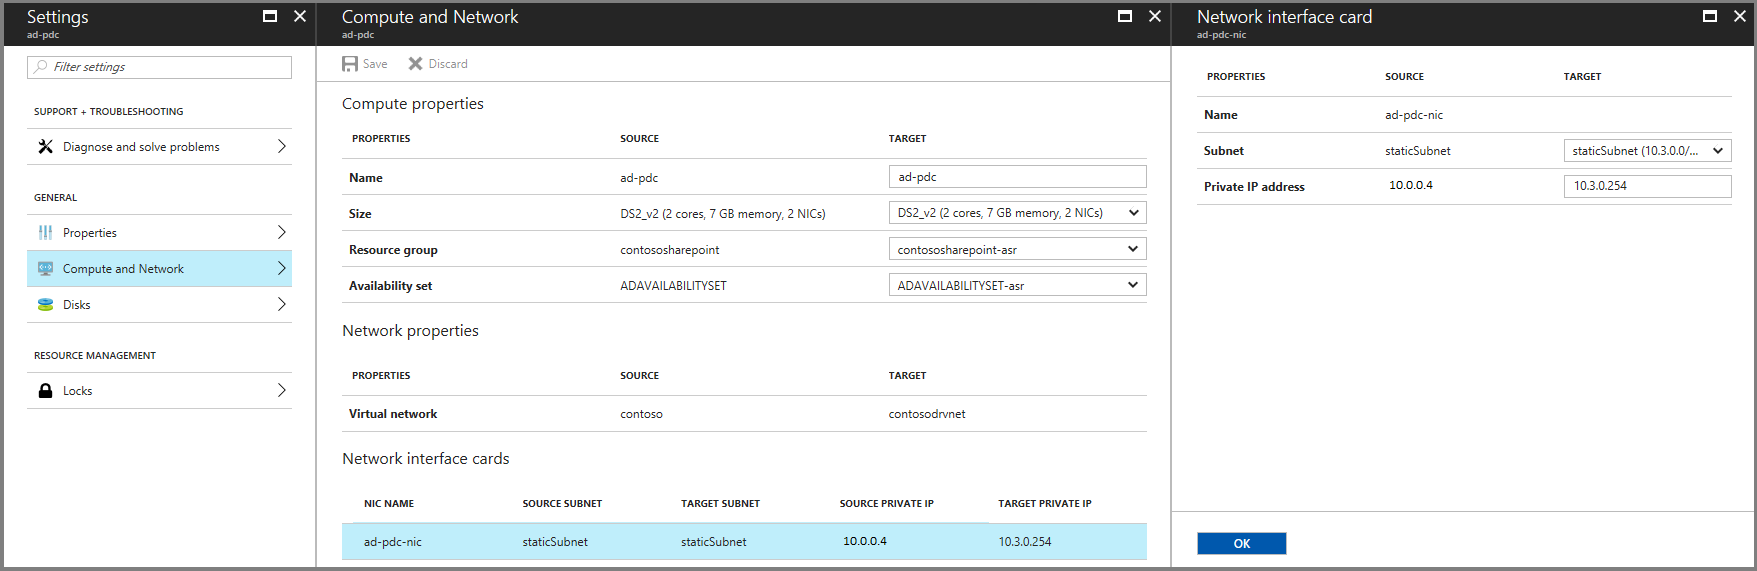 Settings
ad-pdc
Filter settings
SUPPORT + TROUBLESHOOTING
Diagnose and solve problems
GENERAL
Properties
Compute and Network
Disks
RESOURCE MANAGEMENT
Locks
Compute and Network
ad-pdc
Save Discard
Compute properties
PROPERTIES SOURCE TARGET
Name ad-pdc ad-pdc
Size DS2_v2 (2 cores, 7 GB memory, 2 NICs) DS2_v2 (2 cores, 7 GB memory, 2 NICs)
Resource group contososharepoint contososharepoint-asr
Availability set ADAVAILABILITYSET ADAVAILABILITYSET-asr
Network properties
PROPERTIES SOURCE TARGET
Virtual network contoso contosodrvnet
Network interface cards
NIC NAME SOURCE SUBNET TARGET SUBNET SOURCE PRIVATE IP TARGET PRIVATE IP
ad-pdc-nic staticSubnet staticSubnet 10.0.0.4 10.3.0.254
Network interface card
ad-pdc-nic
PROPERTIES SOURCE TARGET
Name ad-pdc-nic
Subnet staticSubnet staticSubnet (10.3.0.0/...
Private IP address 10.0.0.4 10.3.0.254
OK